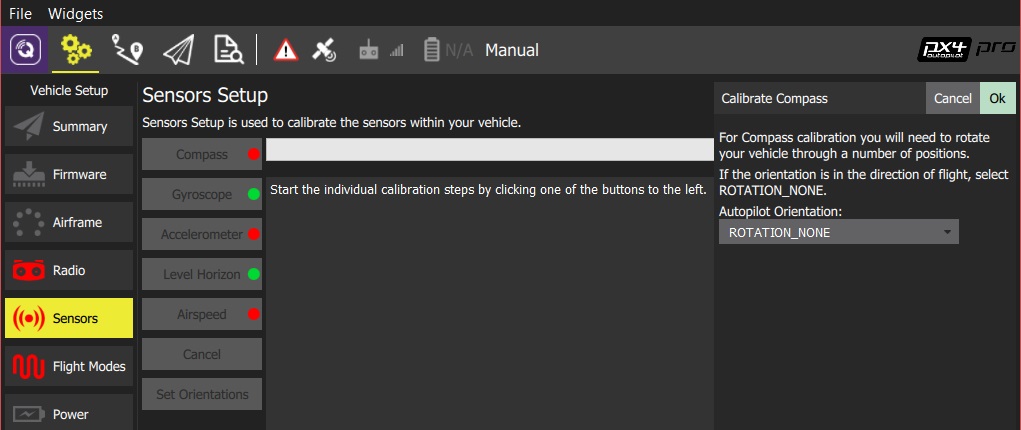 File Widgets
N/A Manual
px4 pro
autopilot
Vehicle Setup
Summary
Firmware
Airframe
Radio
Sensors
Flight Modes
Power
Sensors Setup
Sensors Setup is used to calibrate the sensors within your vehicle.
Compass
Gyroscope
Accelerometer
Level Horizon
Airspeed
Cancel
Set Orientations
Start the individual calibration steps by clicking one of the buttons to the left.
Calibrate Compass Cancel Ok
For Compass calibration you will need to rotate
your vehicle through a number of positions.
If the orientation is in the direction of flight, select
ROTATION_NONE.
Autopilot Orientation:
ROTATION_NONE